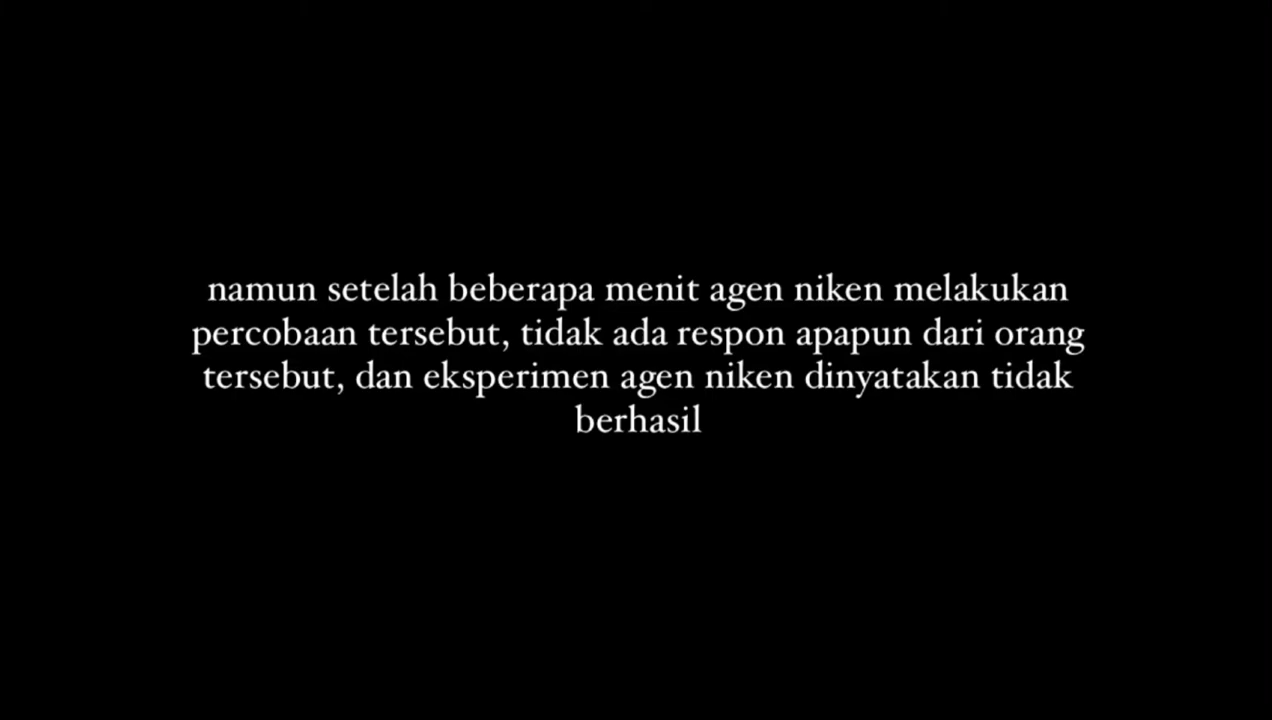 namun setelah beberapa menit agen niken melakukan
percobaan tersebut, tidak ada respon apapun dari orang
tersebut, dan eksperimen agen niken dinyatakan tidak
berhasil